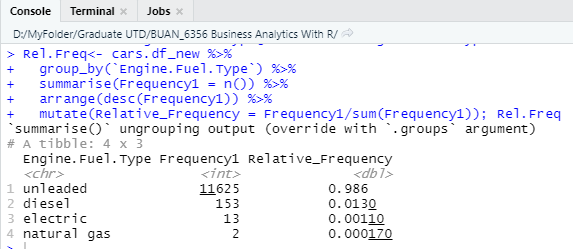 Console Terminal × Jobs ×
D:/MyFolder/Graduate UTD/BUAN_6356 Business Analytics With R/
> Rel.Freq<- cars.df_new %>%
+   group_by(`Engine.Fuel.Type`) %>%
+   summarise(Frequency1 = n()) %>%
+   arrange(desc(Frequency1)) %>%
+   mutate(Relative_Frequency = Frequency1/sum(Frequency1)); Rel.Freq
`summarise()` ungrouping output (override with `.groups` argument)
# A tibble: 4 x 3
  Engine.Fuel.Type Frequency1 Relative_Frequency
  <chr>                 <int>              <dbl>
1 unleaded              11625           0.986
2 diesel                  153           0.0130
3 electric                 13           0.00110
4 natural gas               2           0.000170
>